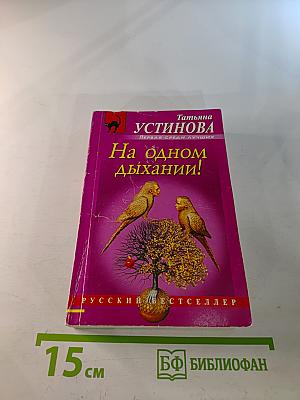 Татьяна
УСТИНОВА
Первая среди лучших
На одном
дыхании!
РУССКИЙ БЕСТСЕЛЛЕР
15 см
БФ БИБЛИОФАН